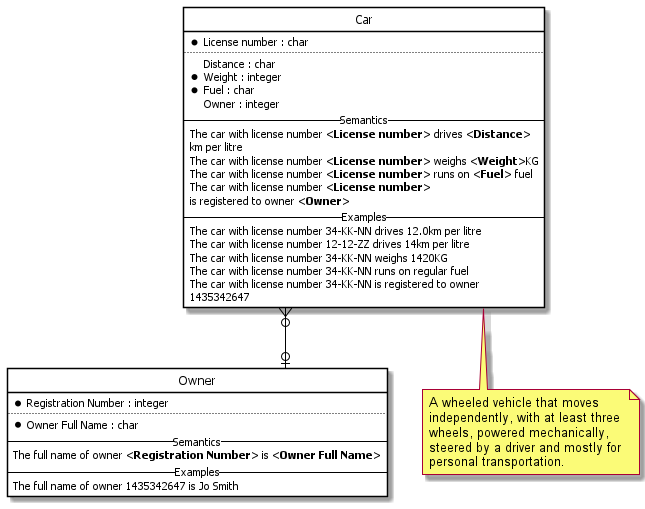 Car
License number : char
Distance : char
Weight : integer
Fuel : char
Owner : integer
Semantics
The car with license number <License number> drives <Distance>
km per litre
The car with license number <License number> weighs <Weight>KG
The car with license number <License number> runs on <Fuel> fuel
The car with license number <License number>
is registered to owner <Owner>
Examples
The car with license number 34-KK-NN drives 12.0km per litre
The car with license number 12-12-ZZ drives 14km per litre
The car with license number 34-KK-NN weighs 1420KG
The car with license number 34-KK-NN runs on regular fuel
The car with license number 34-KK-NN is registered to owner
1435342647
Owner
Registration Number : integer
Owner Full Name : char
Semantics
The full name of owner <Registration Number> is <Owner Full Name>
Examples
The full name of owner 1435342647 is Jo Smith
A wheeled vehicle that moves
independently, with at least three
wheels, powered mechanically,
steered by a driver and mostly for
personal transportation.